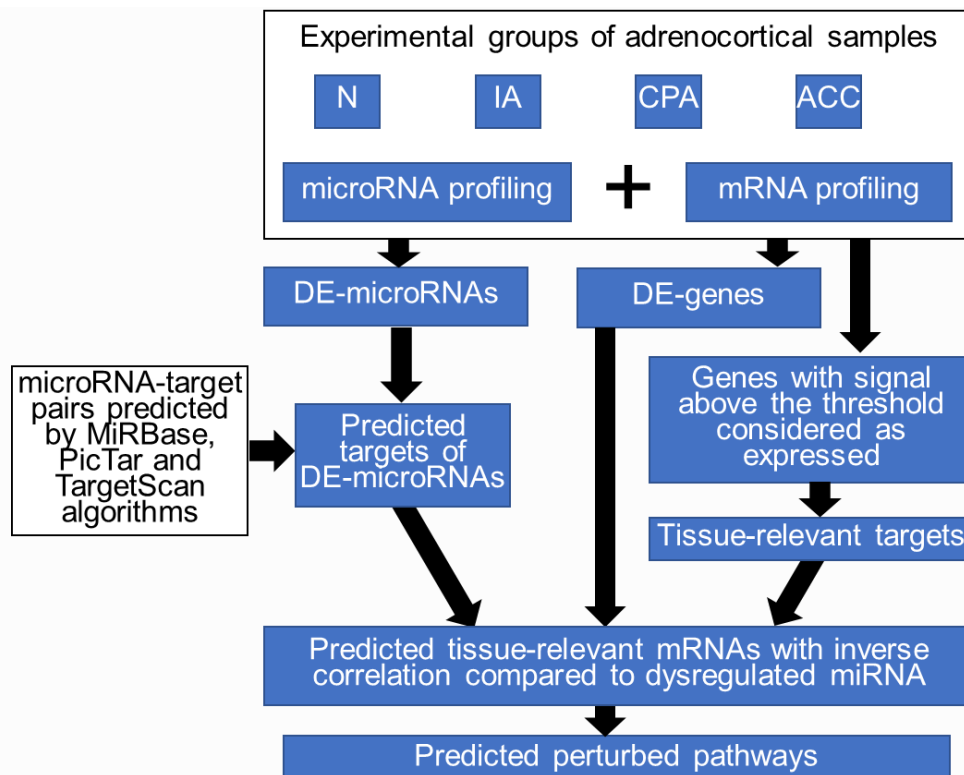 Experimental groups of adrenocortical samples
N
IA
CPA
ACC
microRNA profiling
+
mRNA profiling
DE-microRNAs
DE-genes
microRNA-target
pairs predicted
by MiRBase,
PicTar and
TargetScan
algorithms
Predicted
targets of
DE-microRNAs
Genes with signal
above the threshold
considered as
expressed
Tissue-relevant targets
Predicted tissue-relevant mRNAs with inverse
correlation compared to dysregulated miRNA
Predicted perturbed pathways